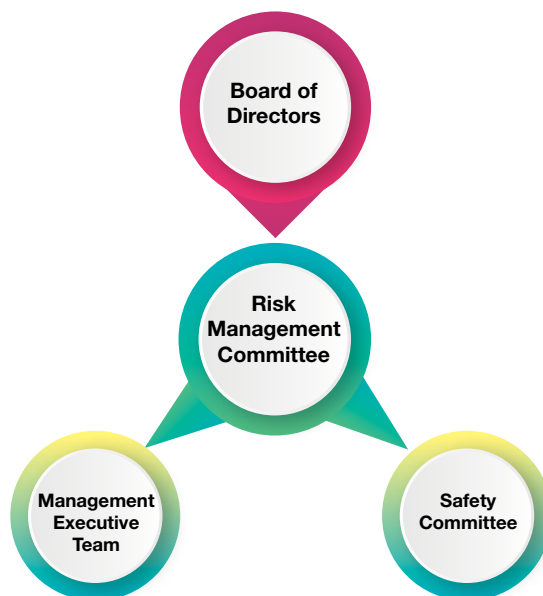 Board of
Directors
Risk
Management
Committee
Management
Executive
Team
Safety
Committee